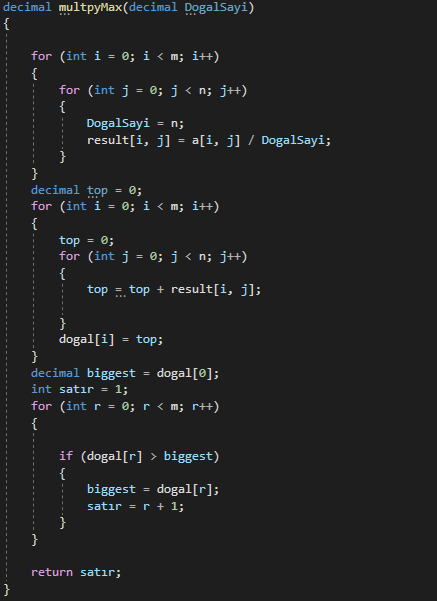 decimal multpyMax(decimal DogalSayi)
{
for (int i = 0; i < m; i++)
{
for (int j = 0; j < n; j++)
{
DogalSayi = n;
result[i, j] = a[i, j] / DogalSayi;
}
}
decimal top = 0;
for (int i = 0; i < m; i++)
{
top = 0;
for (int j = 0; j < n; j++)
{
top = top + result[i, j];
}
dogal[i] = top;
}
decimal biggest = dogal[0];
int satır = 1;
for (int r = 0; r < m; r++)
{
if (dogal[r] > biggest)
{
biggest = dogal[r];
satır = r + 1;
}
}
return satır;
}